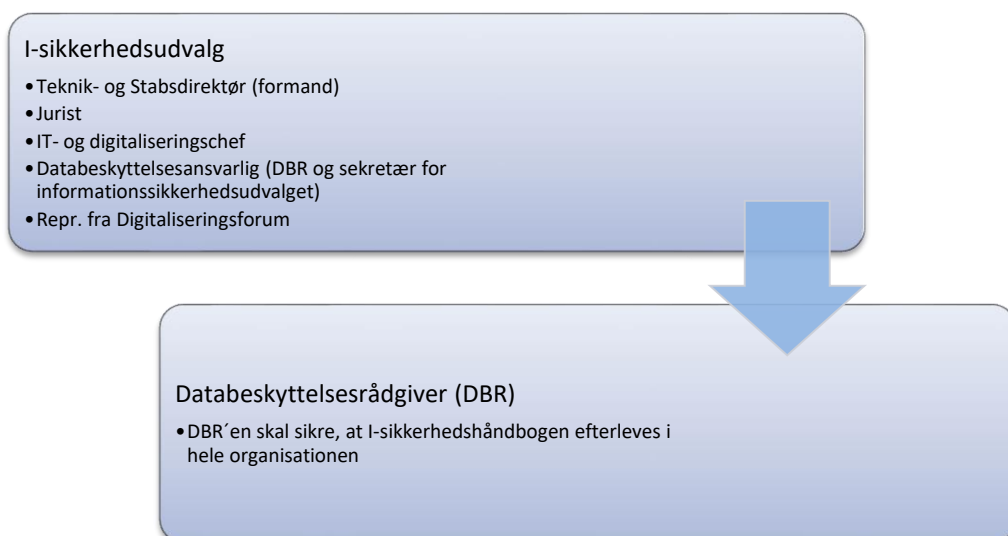 I-sikkerhedsudvalg
•Teknik- og Stabsdirektør (formand)
•Jurist
•IT- og digitaliseringschef
•Databeskyttelsesansvarlig (DBR og sekretær for
informationssikkerhedsudvalget)
•Repr. fra Digitaliseringsforum
Databeskyttelsesrådgiver (DBR)
•DBR´en skal sikre, at I-sikkerhedshåndbogen efterleves i
hele organisationen